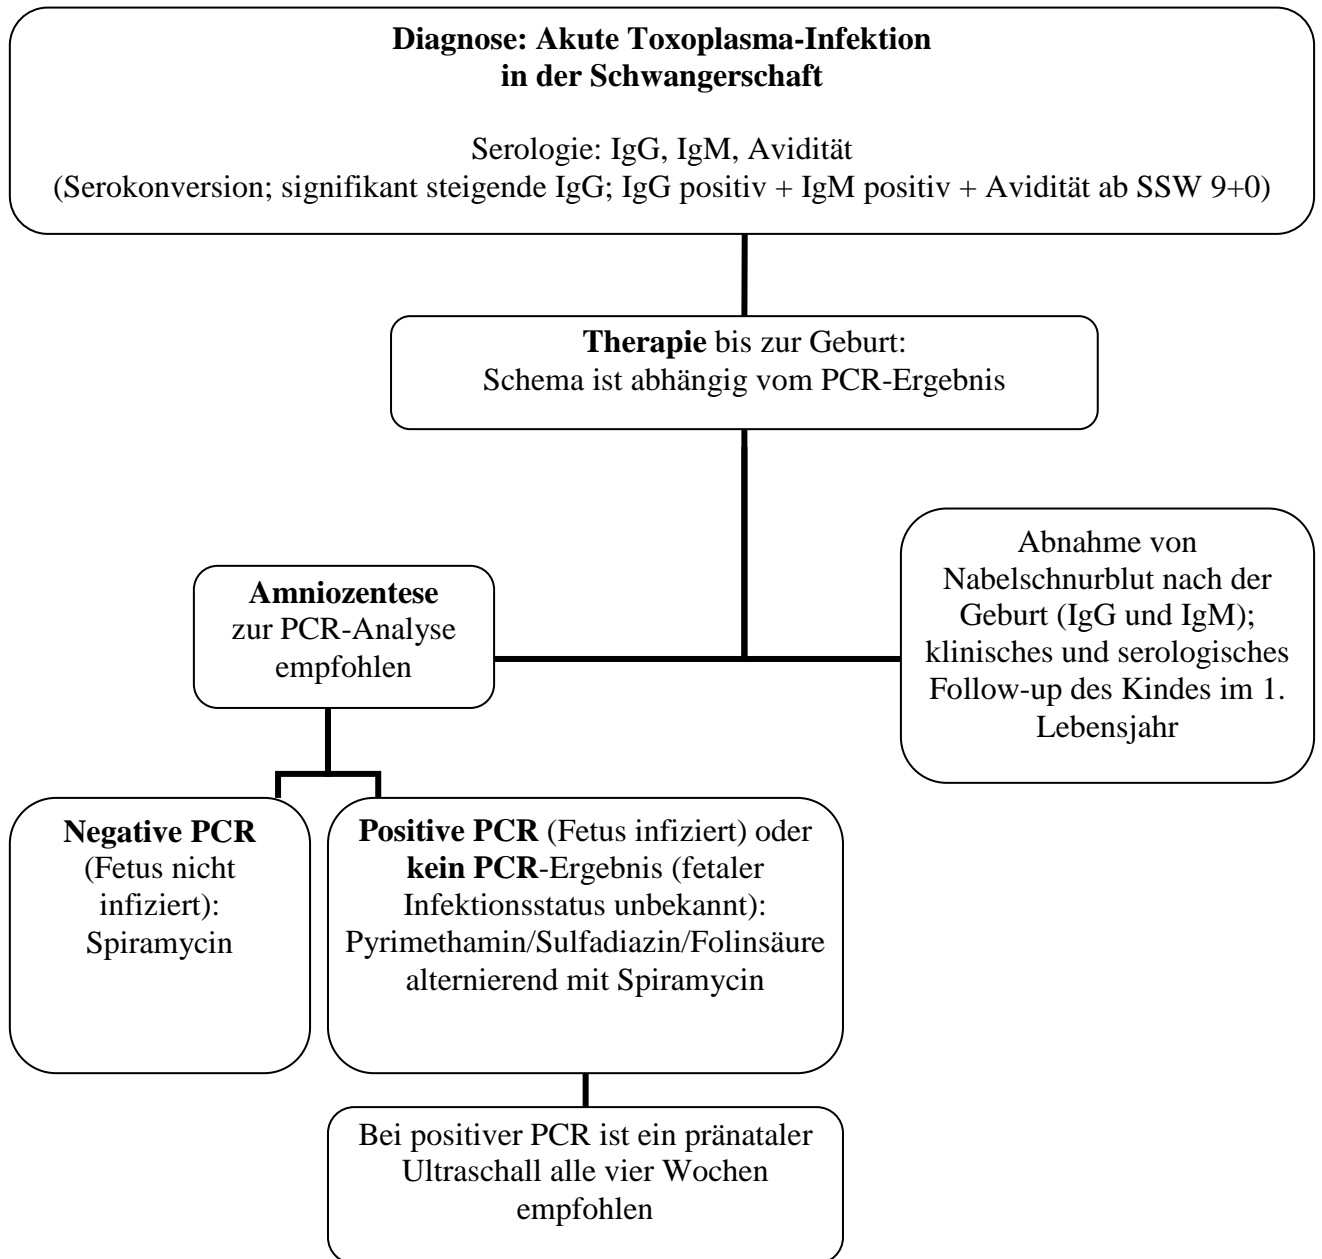 Diagnose: Akute Toxoplasma-Infektion
in der Schwangerschaft
Serologie: IgG, IgM, Avidität
(Serokonversion; signifikant steigende IgG; IgG positiv + IgM positiv + Avidität ab SSW 9+0)
Therapie bis zur Geburt:
Schema ist abhängig vom PCR-Ergebnis
Amniozentese
zur PCR-Analyse
empfohlen
Abnahme von
Nabelschnurblut nach der
Geburt (IgG und IgM);
klinisches und serologisches
Follow-up des Kindes im 1.
Lebensjahr
Negative PCR
(Fetus nicht
infiziert):
Spiramycin
Positive PCR (Fetus infiziert) oder
kein PCR-Ergebnis (fetaler
Infektionsstatus unbekannt):
Pyrimethamin/Sulfadiazin/Folinsäure
alternierend mit Spiramycin
Bei positiver PCR ist ein pränataler
Ultraschall alle vier Wochen
empfohlen